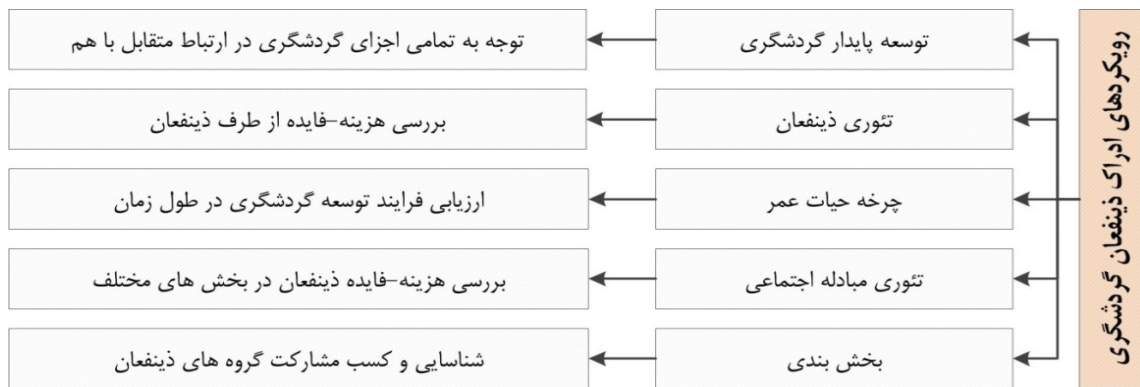 رویکردهای ادراک ذینفعان گردشگری
توسعه پایدار گردشگری
توجه به تمامی اجزای گردشگری در ارتباط متقابل با هم
تئوری ذینفعان
بررسی هزینه-فایده از طرف ذینفعان
چرخه حیات عمر
ارزیابی فرایند توسعه گردشگری در طول زمان
تئوری مبادله اجتماعی
بررسی هزینه-فایده ذینفعان در بخش های مختلف
بخش بندی
شناسایی و کسب مشارکت گروه های ذینفعان